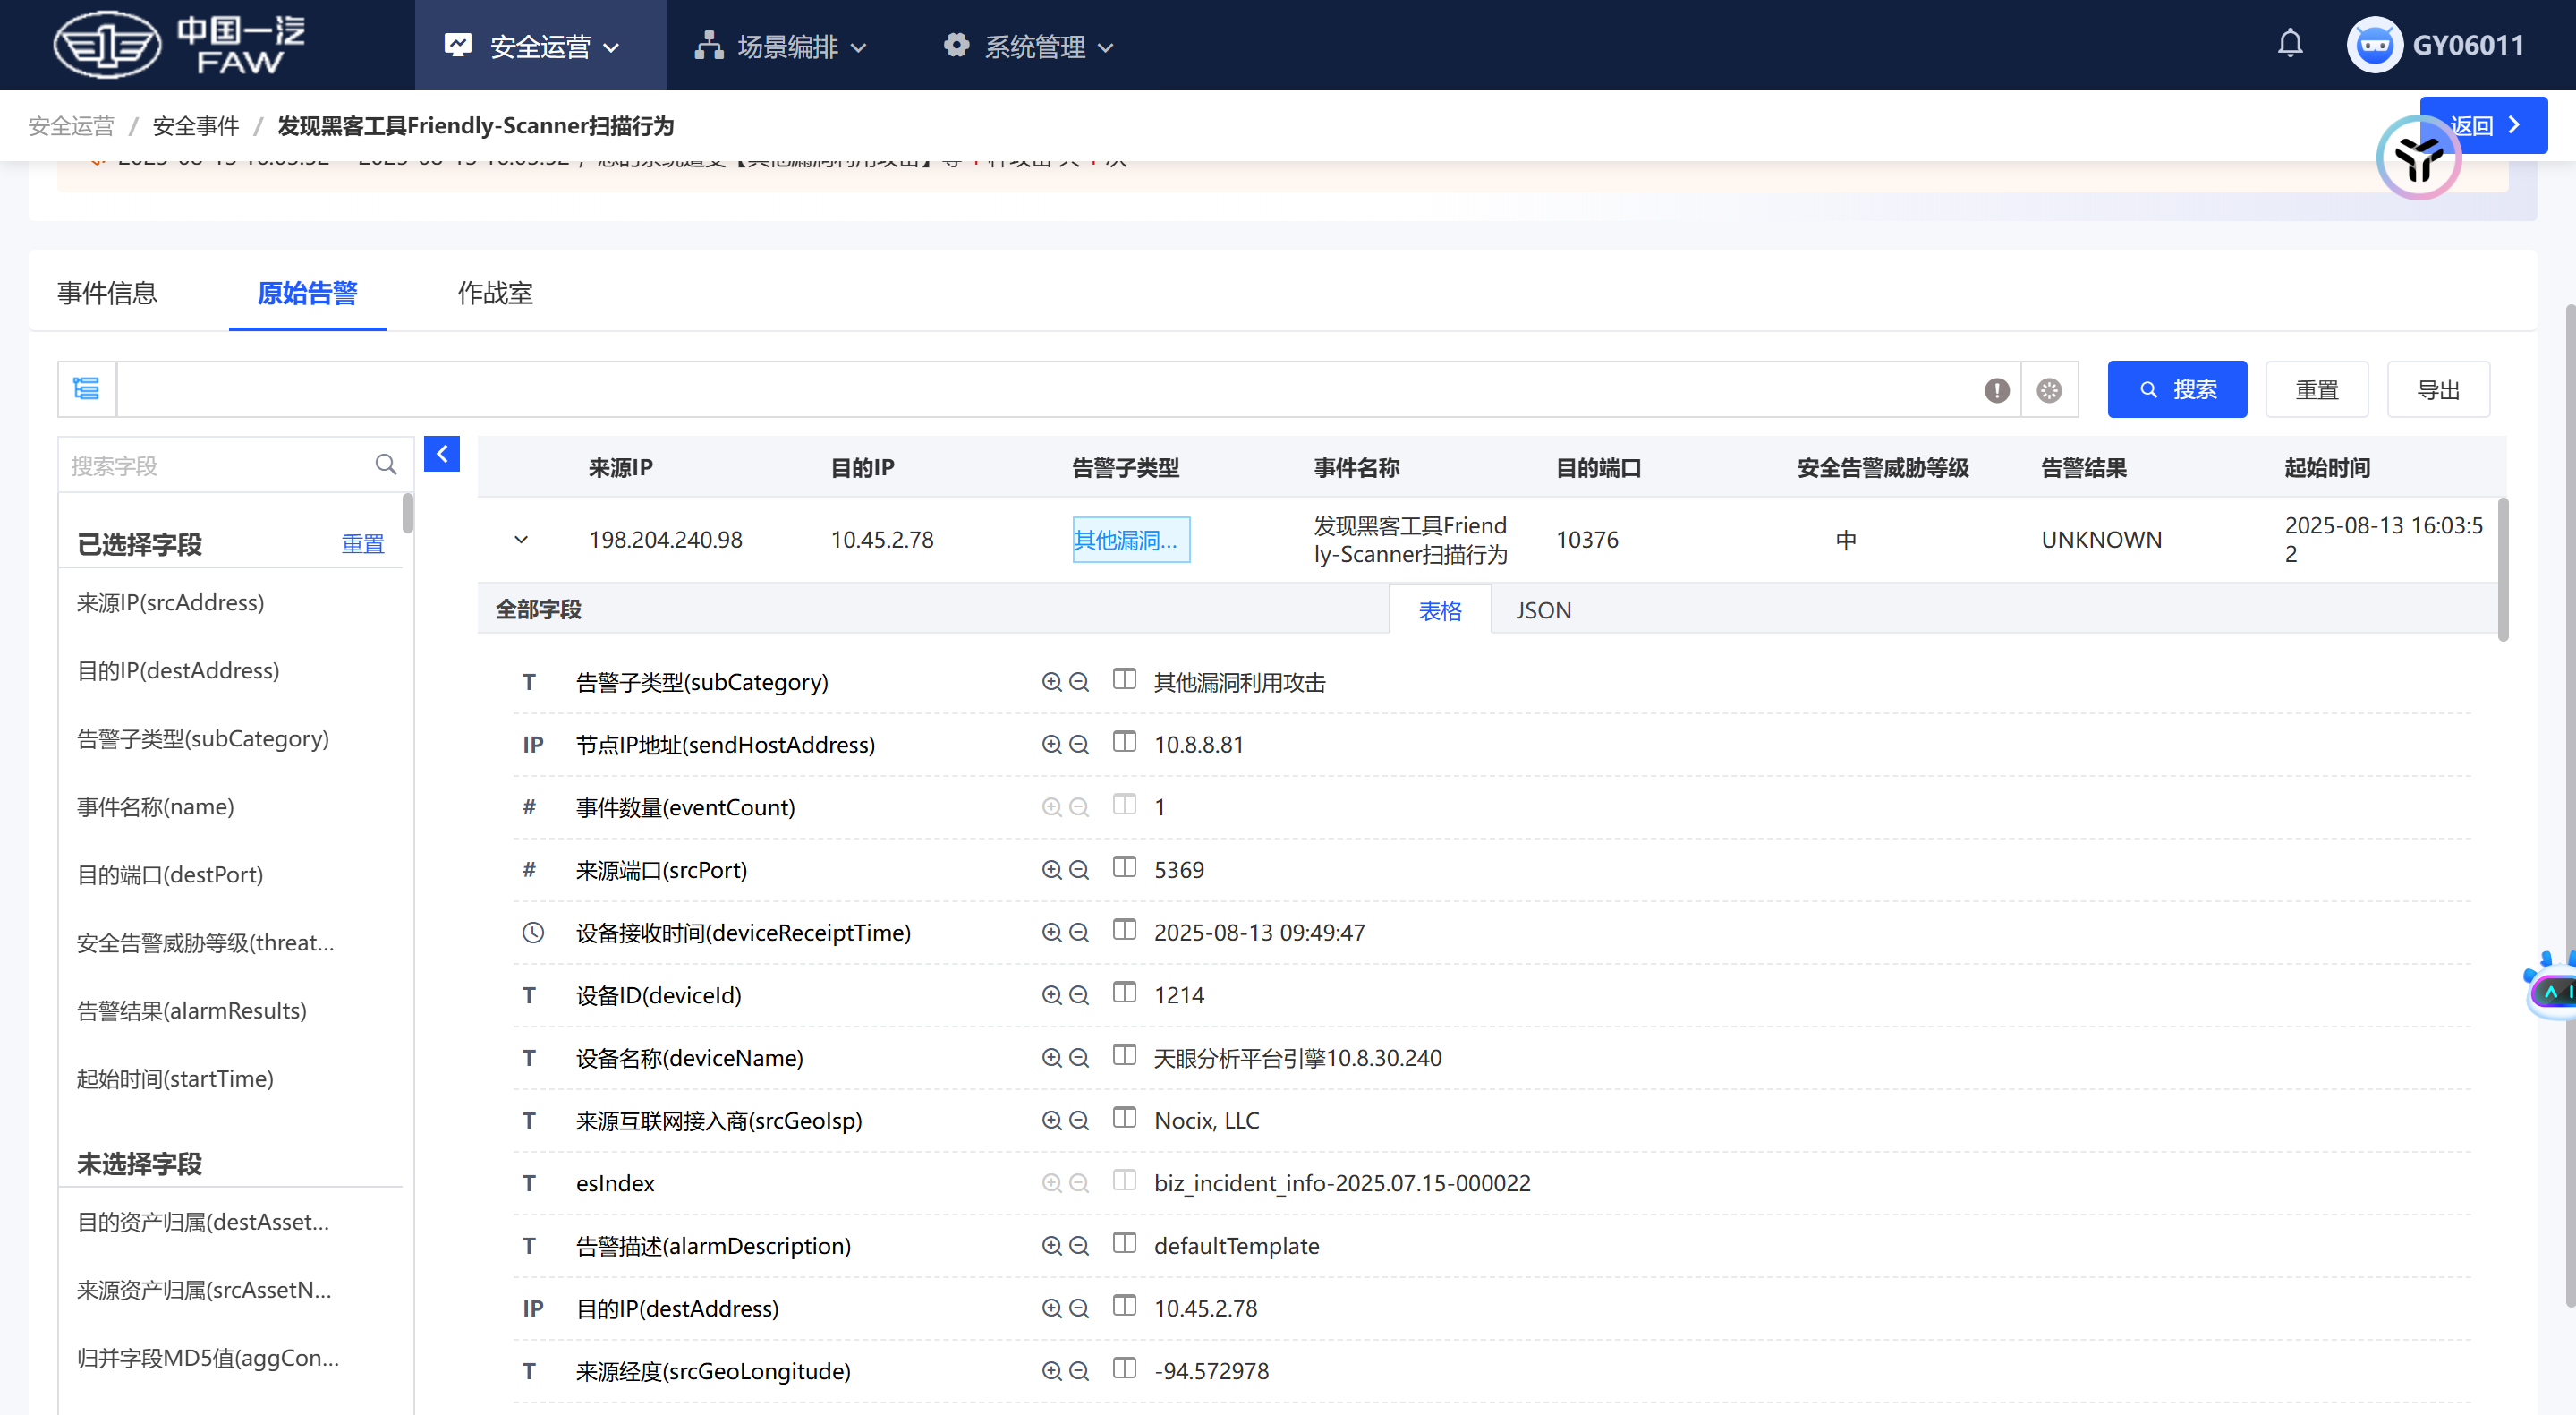 中国一汽
FAW
安全运营
场景编排
系统管理
GY06011
安全运营 / 安全事件 / 发现黑客工具Friendly-Scanner扫描行为
返回
事件信息
原始告警
作战室
搜索
重置
导出
搜索字段
已选择字段
重置
来源IP(srcAddress)
目的IP(destAddress)
告警子类型(subCategory)
事件名称(name)
目的端口(destPort)
安全告警威胁等级(threat...
告警结果(alarmResults)
起始时间(startTime)
未选择字段
目的资产归属(destAsset...
来源资产归属(srcAssetN...
归并字段MD5值(aggCon...
来源IP 目的IP 告警子类型 事件名称 目的端口 安全告警威胁等级 告警结果 起始时间
198.204.240.98 10.45.2.78 其他漏洞... 发现黑客工具Friend
ly-Scanner扫描行为 10376 中 UNKNOWN 2025-08-13 16:03:5
2
全部字段
表格
JSON
T 告警子类型(subCategory) 其他漏洞利用攻击
IP 节点IP地址(sendHostAddress) 10.8.8.81
# 事件数量(eventCount) 1
# 来源端口(srcPort) 5369
设备接收时间(deviceReceiptTime) 2025-08-13 09:49:47
T 设备ID(deviceId) 1214
T 设备名称(deviceName) 天眼分析平台引擎10.8.30.240
T 来源互联网接入商(srcGeoIsp) Nocix, LLC
T esIndex biz_incident_info-2025.07.15-000022
T 告警描述(alarmDescription) defaultTemplate
IP 目的IP(destAddress) 10.45.2.78
T 来源经度(srcGeoLongitude) -94.572978